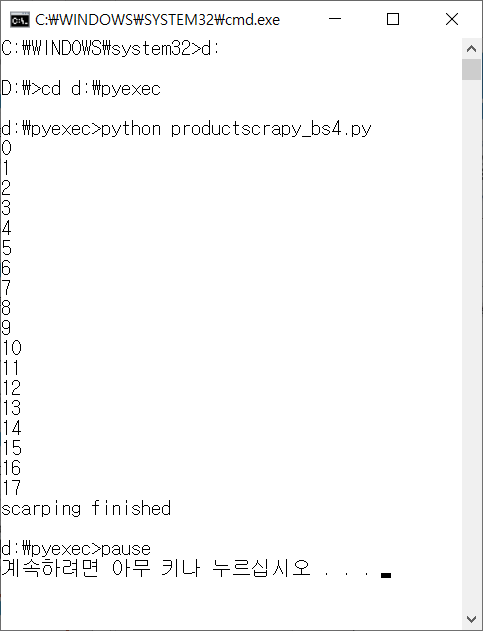 C:₩WINDOWS₩SYSTEM32₩cmd.exe
C:₩WINDOWS₩system32>d:
D:₩>cd d:₩pyexec
d:₩pyexec>python productscrapy_bs4.py
0
1
2
3
4
5
6
7
8
9
10
11
12
13
14
15
16
17
scarping finished
d:₩pyexec>pause
계속하려면 아무 키나 누르십시오 . . .